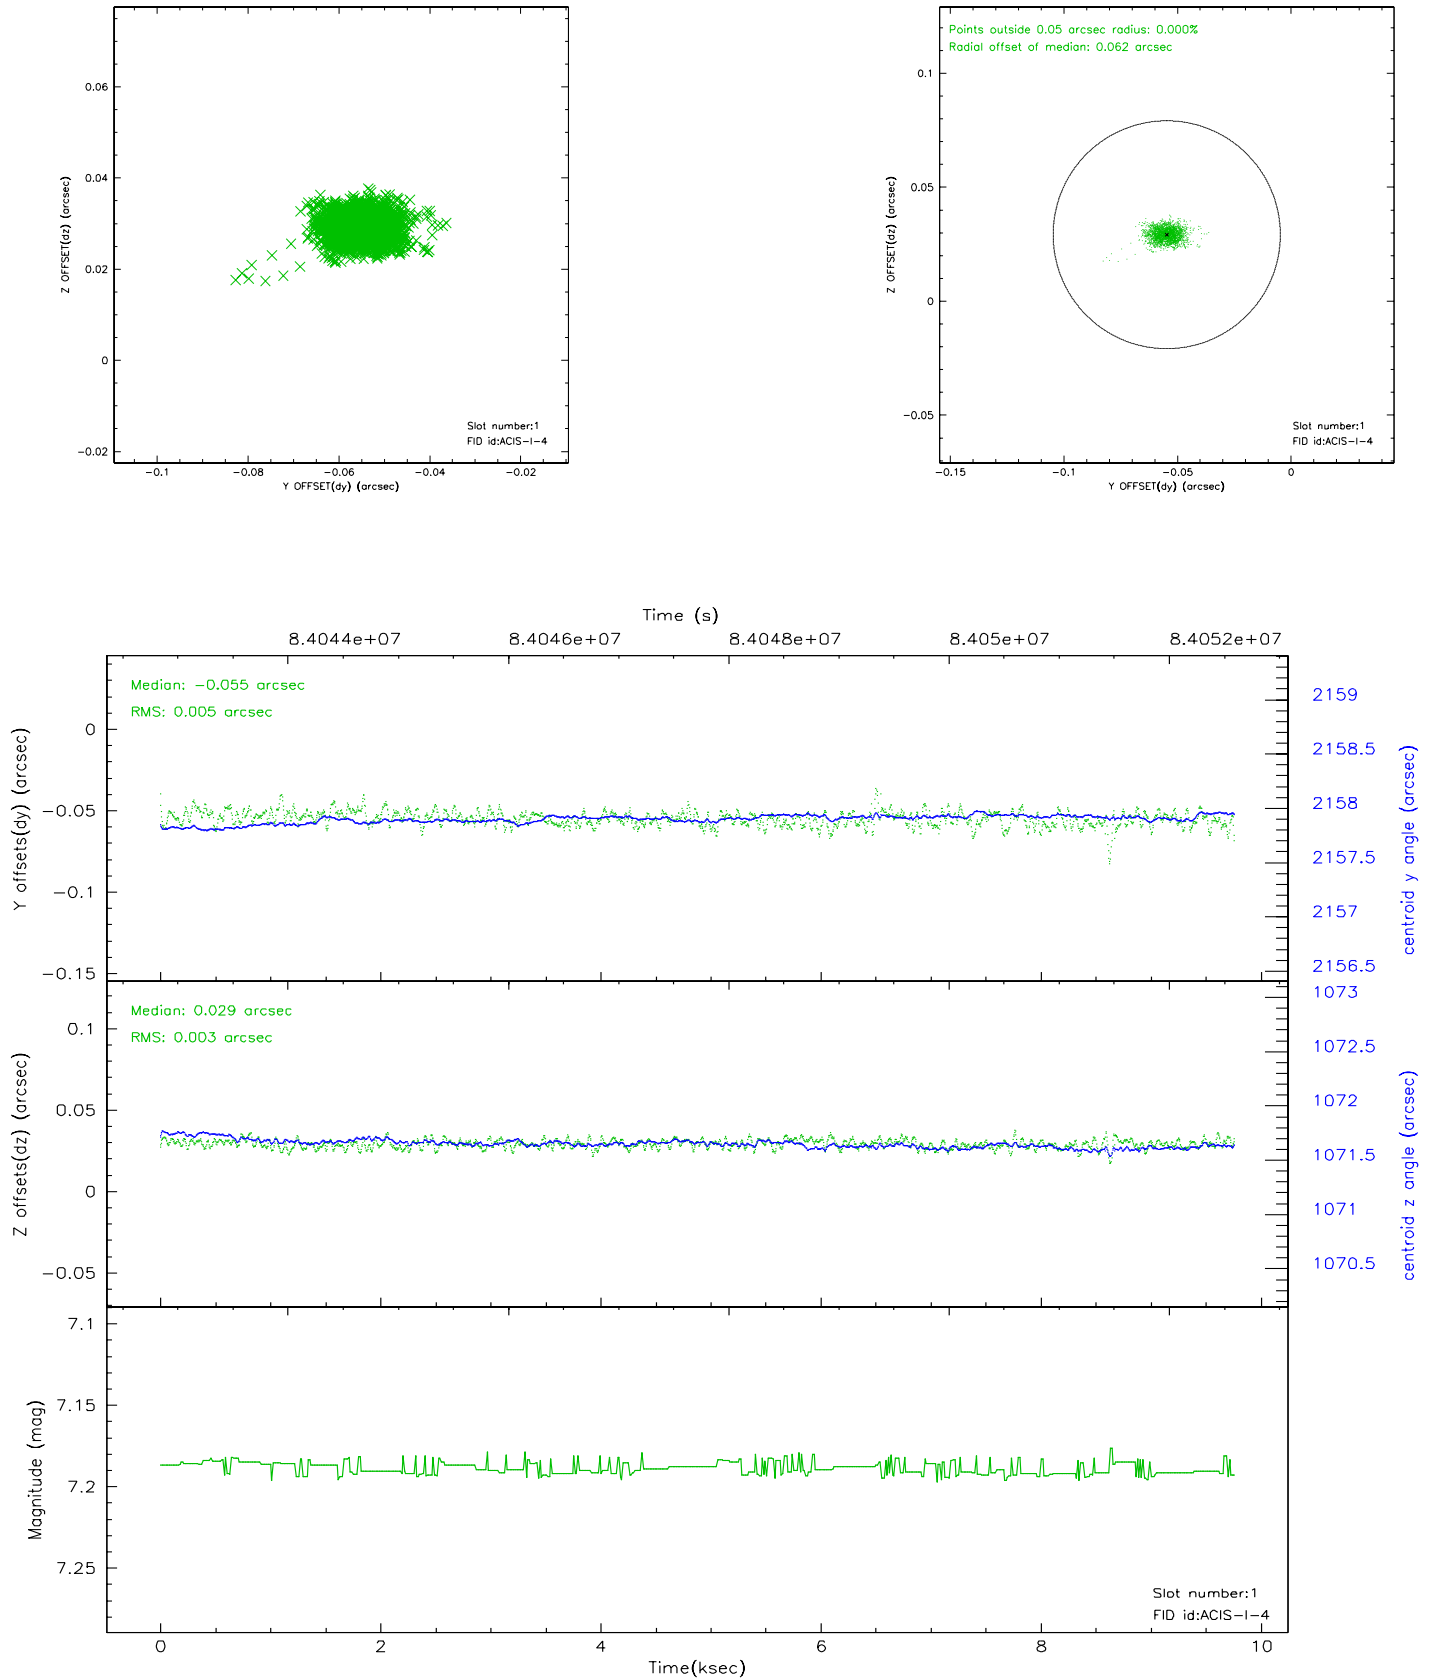 0.06
0.04
0.02
0
−0.02
Z OFFSET(dz) (arcsec)
Slot number:1
FID id:ACIS−I−4
−0.1
−0.08
−0.06
−0.04
−0.02
Y OFFSET(dy) (arcsec)
Points outside 0.05 arcsec radius: 0.000%
Radial offset of median: 0.062 arcsec
0.1
0.05
0
−0.05
Z OFFSET(dz) (arcsec)
Slot number:1
FID id:ACIS−I−4
−0.15
−0.1
−0.05
0
Y OFFSET(dy) (arcsec)
Time (s)
8.4044e+07
8.4046e+07
8.4048e+07
8.405e+07
8.4052e+07
Median: −0.055 arcsec
RMS: 0.005 arcsec
0
−0.05
−0.1
−0.15
Y offsets(dy) (arcsec)
2159
2158.5
2158
2157.5
2157
2156.5
centroid y angle (arcsec)
Median: 0.029 arcsec
RMS: 0.003 arcsec
0.1
0.05
0
−0.05
Z offsets(dz) (arcsec)
1073
1072.5
1072
1071.5
1071
1070.5
centroid z angle (arcsec)
7.1
7.15
7.2
7.25
Magnitude (mag)
Slot number:1
FID id:ACIS−I−4
0
2
4
6
8
10
Time(ksec)